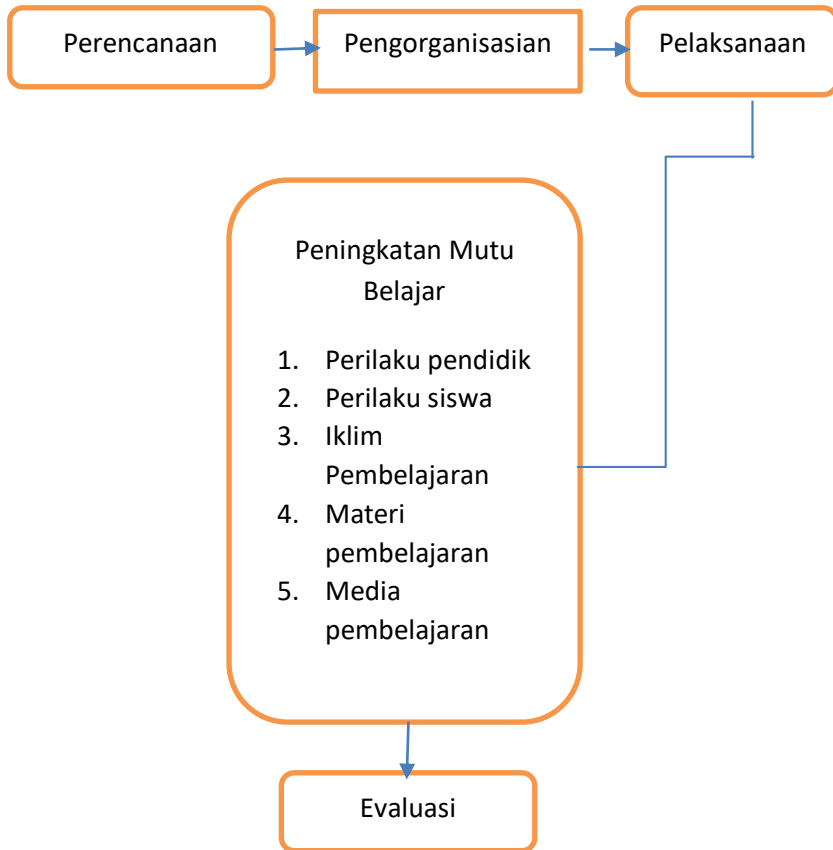 Perencanaan
Pengorganisasian
Pelaksanaan
Peningkatan Mutu
Belajar
1. Perilaku pendidik
2. Perilaku siswa
3. Iklim
Pembelajaran
4. Materi
pembelajaran
5. Media
pembelajaran
Evaluasi